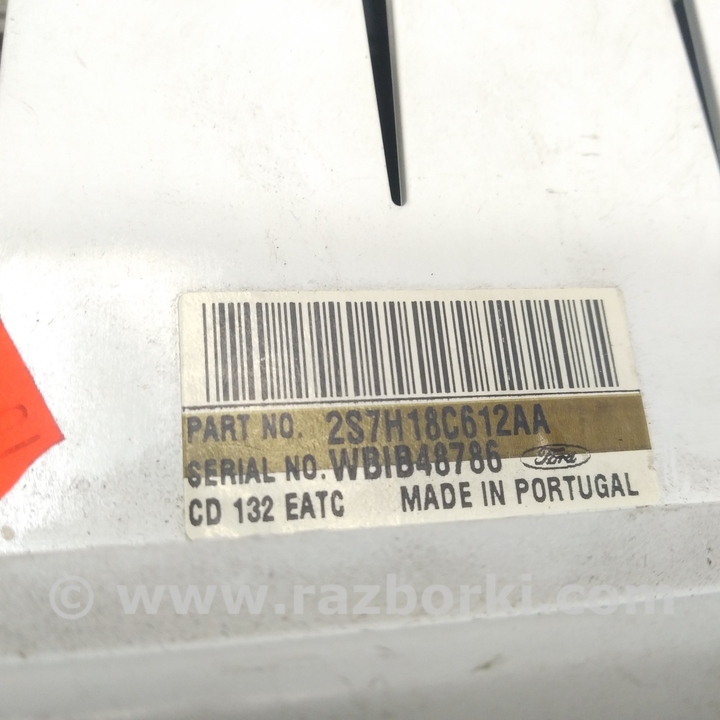 PART NO. 2S7H18C612AA
SERIAL NO. WBIB48786 Ford
CD 132 EATC MADE IN PORTUGAL
© www.razborki.com